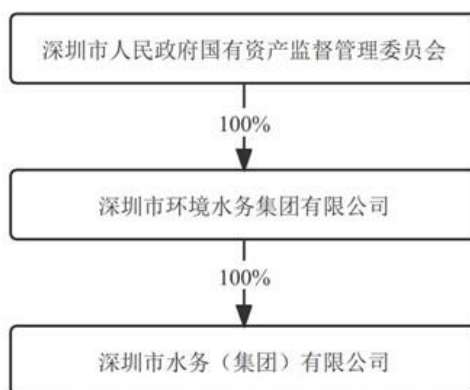 深圳市人民政府国有资产监督管理委员会
100%
深圳市环境水务集团有限公司
100%
深圳市水务（集团）有限公司